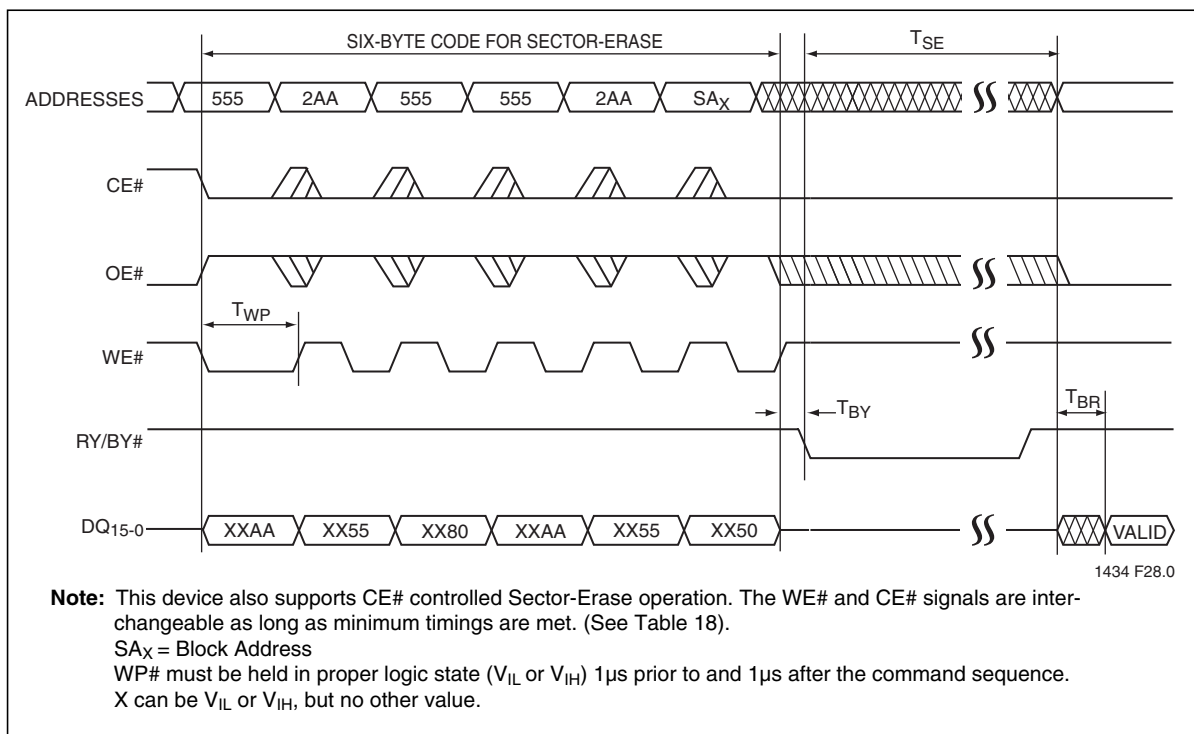 SIX-BYTE CODE FOR SECTOR-ERASE
TSE
ADDRESSES 555 2AA 555 555 2AA SAX
CE#
OE#
TWP
WE#
TBY
TBR
RY/BY#
DQ15-0 XXAA XX55 XX80 XXAA XX55 XX50 VALID
1434 F28.0
Note: This device also supports CE# controlled Sector-Erase operation. The WE# and CE# signals are inter-
changeable as long as minimum timings are met. (See Table 18).
SAX = Block Address
WP# must be held in proper logic state (VIL or VIH) 1µs prior to and 1µs after the command sequence.
X can be VIL or VIH, but no other value.